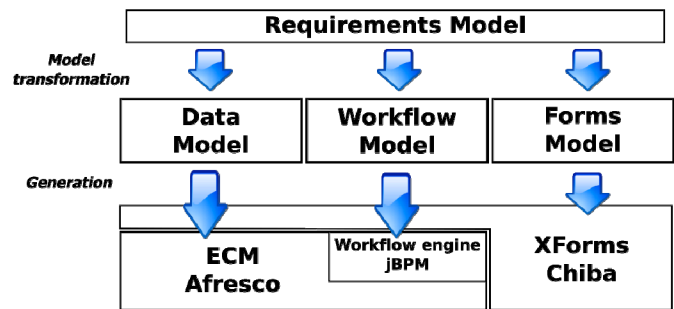 Requirements Model
Model
transformation
Data
Model
Workflow
Model
Forms
Model
Generation
ECM
Afresco
Workflow engine
jBPM
XForms
Chiba